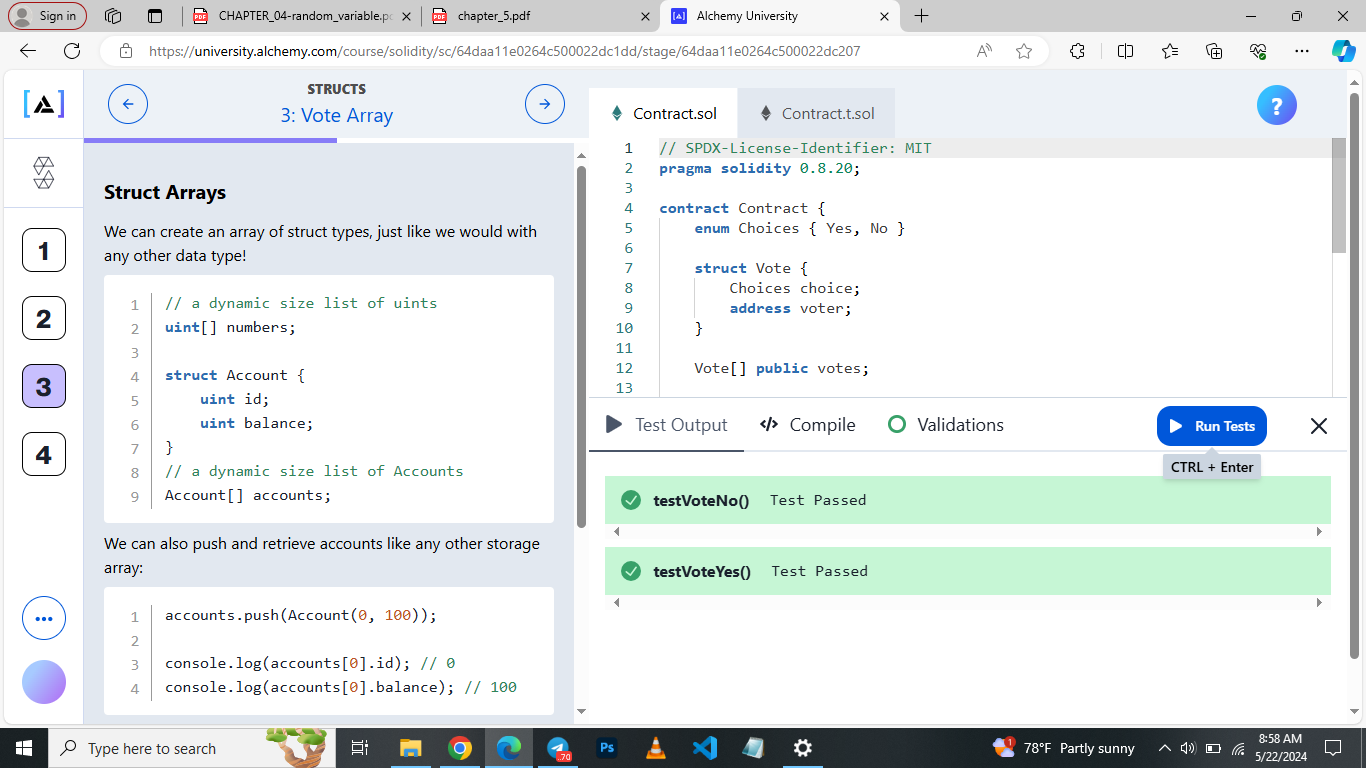 Sign in
CHAPTER_04-random_variable.pd
chapter_5.pdf
Alchemy University
https://university.alchemy.com/course/solidity/sc/64daa11e0264c500022dc1dd/stage/64daa11e0264c500022dc207
STRUCTS
3: Vote Array
1
2
3
4
Struct Arrays
We can create an array of struct types, just like we would with
any other data type!
1 // a dynamic size list of uints
2 uint[] numbers;
3
4 struct Account {
5 uint id;
6 uint balance;
7 }
8 // a dynamic size list of Accounts
9 Account[] accounts;
We can also push and retrieve accounts like any other storage
array:
1 accounts.push(Account(0, 100));
2
3 console.log(accounts[0].id); // 0
4 console.log(accounts[0].balance); // 100
Contract.sol
Contract.t.sol
?
1 // SPDX-License-Identifier: MIT
2 pragma solidity 0.8.20;
3
4 contract Contract {
5 enum Choices { Yes, No }
6
7 struct Vote {
8 Choices choice;
9 address voter;
10 }
11
12 Vote[] public votes;
13
Test Output
Compile
Validations
Run Tests
CTRL + Enter
testVoteNo() Test Passed
testVoteYes() Test Passed
Type here to search
.70
Ps
1
78°F Partly sunny
8:58 AM
5/22/2024